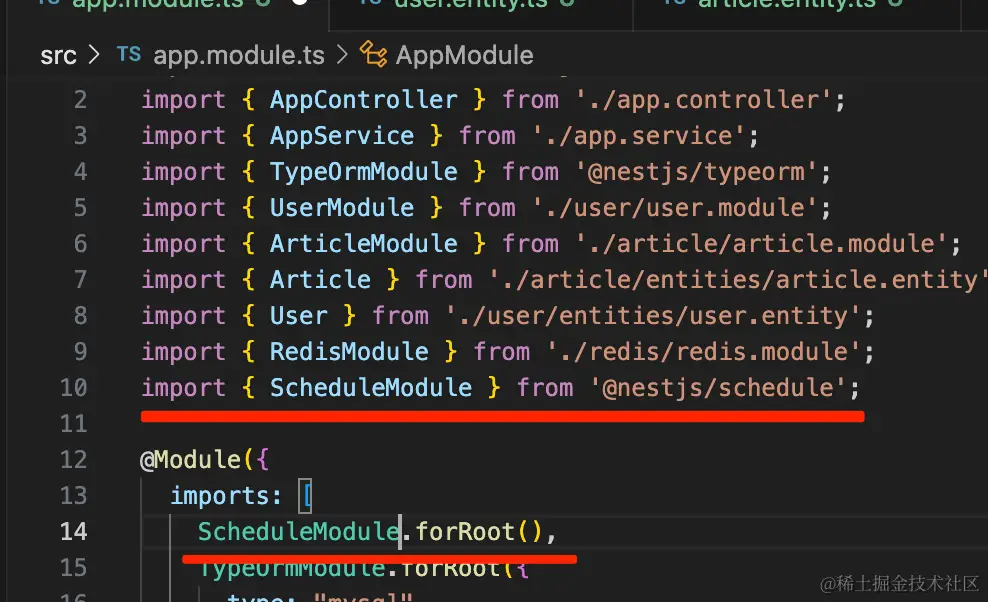 TS app.module.ts 6 TS user.entity.ts 6 TS article.entity.ts 6
src > TS app.module.ts > AppModule
2 import { AppController } from './app.controller';
3 import { AppService } from './app.service';
4 import { TypeOrmModule } from '@nestjs/typeorm';
5 import { UserModule } from './user/user.module';
6 import { ArticleModule } from './article/article.module';
7 import { Article } from './article/entities/article.entity'
8 import { User } from './user/entities/user.entity';
9 import { RedisModule } from './redis/redis.module';
10 import { ScheduleModule } from '@nestjs/schedule';
11
12 @Module({
13 imports: [
14 ScheduleModule.forRoot(),
15 TypeOrmModule.forRoot({
16 type: "mysql"
@稀土掘金技术社区